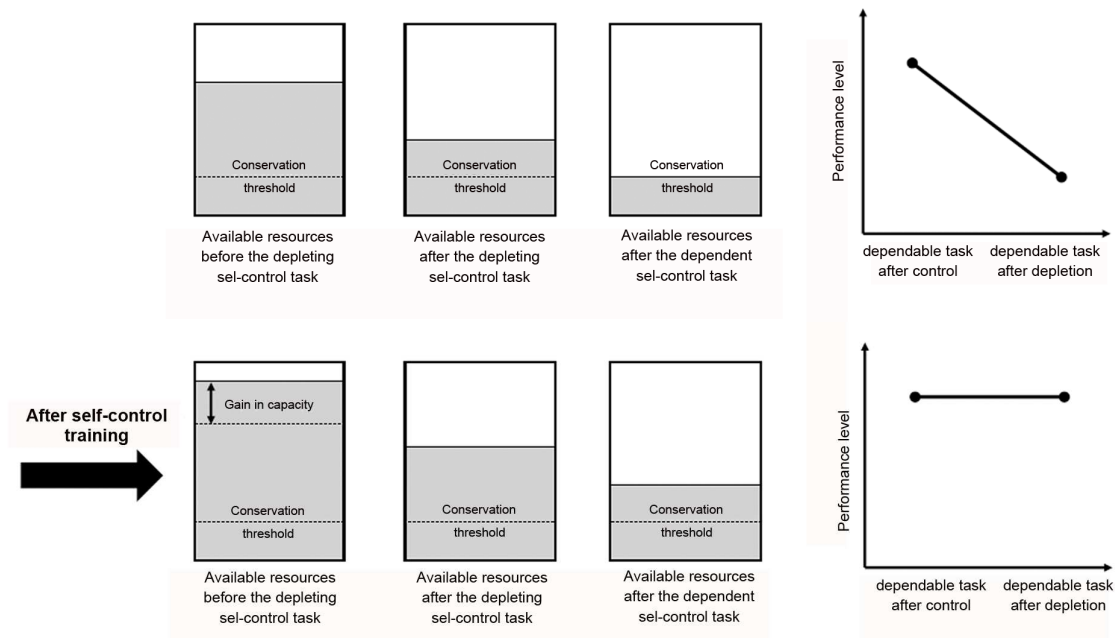 Conservation
threshold
Conservation
threshold
Conservation
threshold
Available resources
before the depleting
sel-control task
Available resources
after the depleting
sel-control task
Available resources
after the dependent
sel-control task
Performance level
dependable task
after control
dependable task
after depletion
After self-control
training
Gain in capacity
Conservation
threshold
Conservation
threshold
Conservation
threshold
Available resources
before the depleting
sel-control task
Available resources
after the depleting
sel-control task
Available resources
after the dependent
sel-control task
Performance level
dependable task
after control
dependable task
after depletion